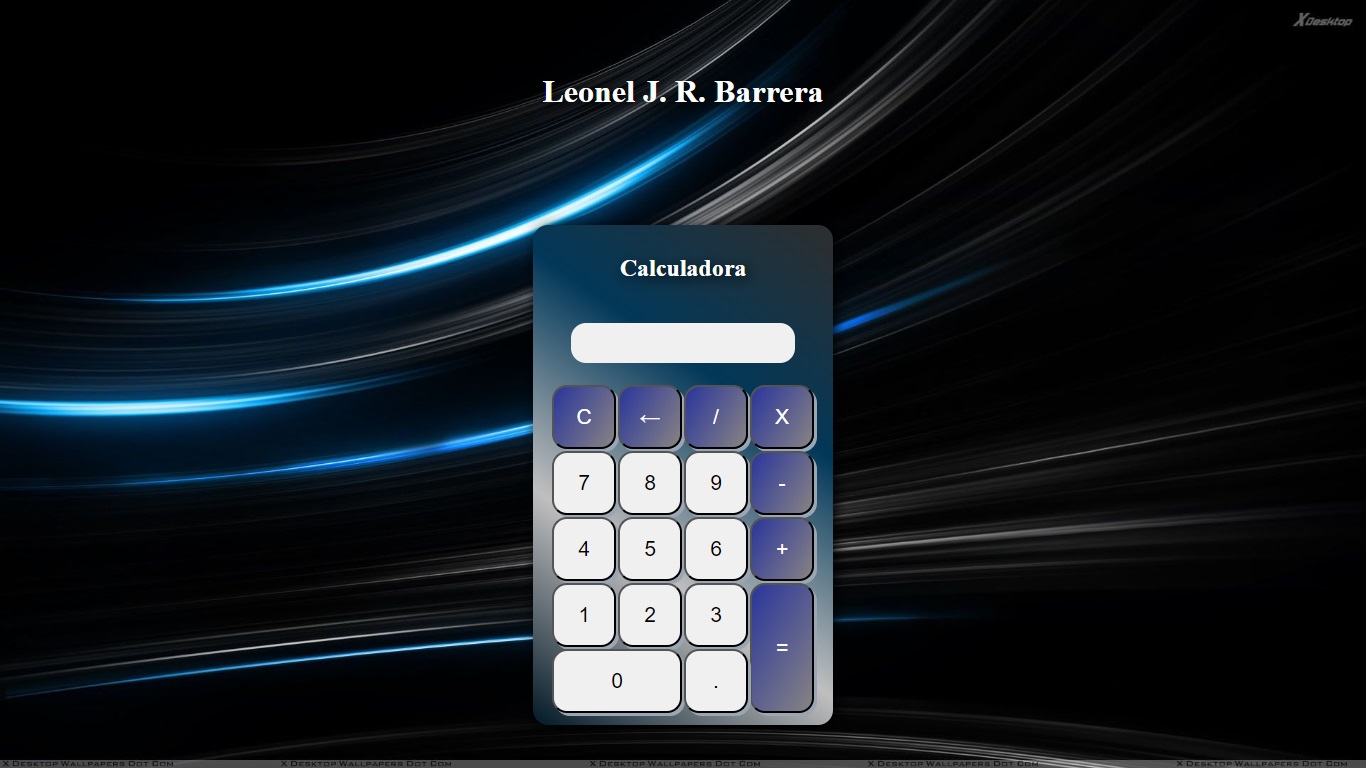 XDesktop
Leonel J. R. Barrera
Calculadora
C ← / X
7 8 9 -
4 5 6 +
1 2 3 =
0 .
X Desktop Wallpapers Dot Com X Desktop Wallpapers Dot Com X Desktop Wallpapers Dot Com X Desktop Wallpapers Dot Com X Desktop Wallpapers Dot Com